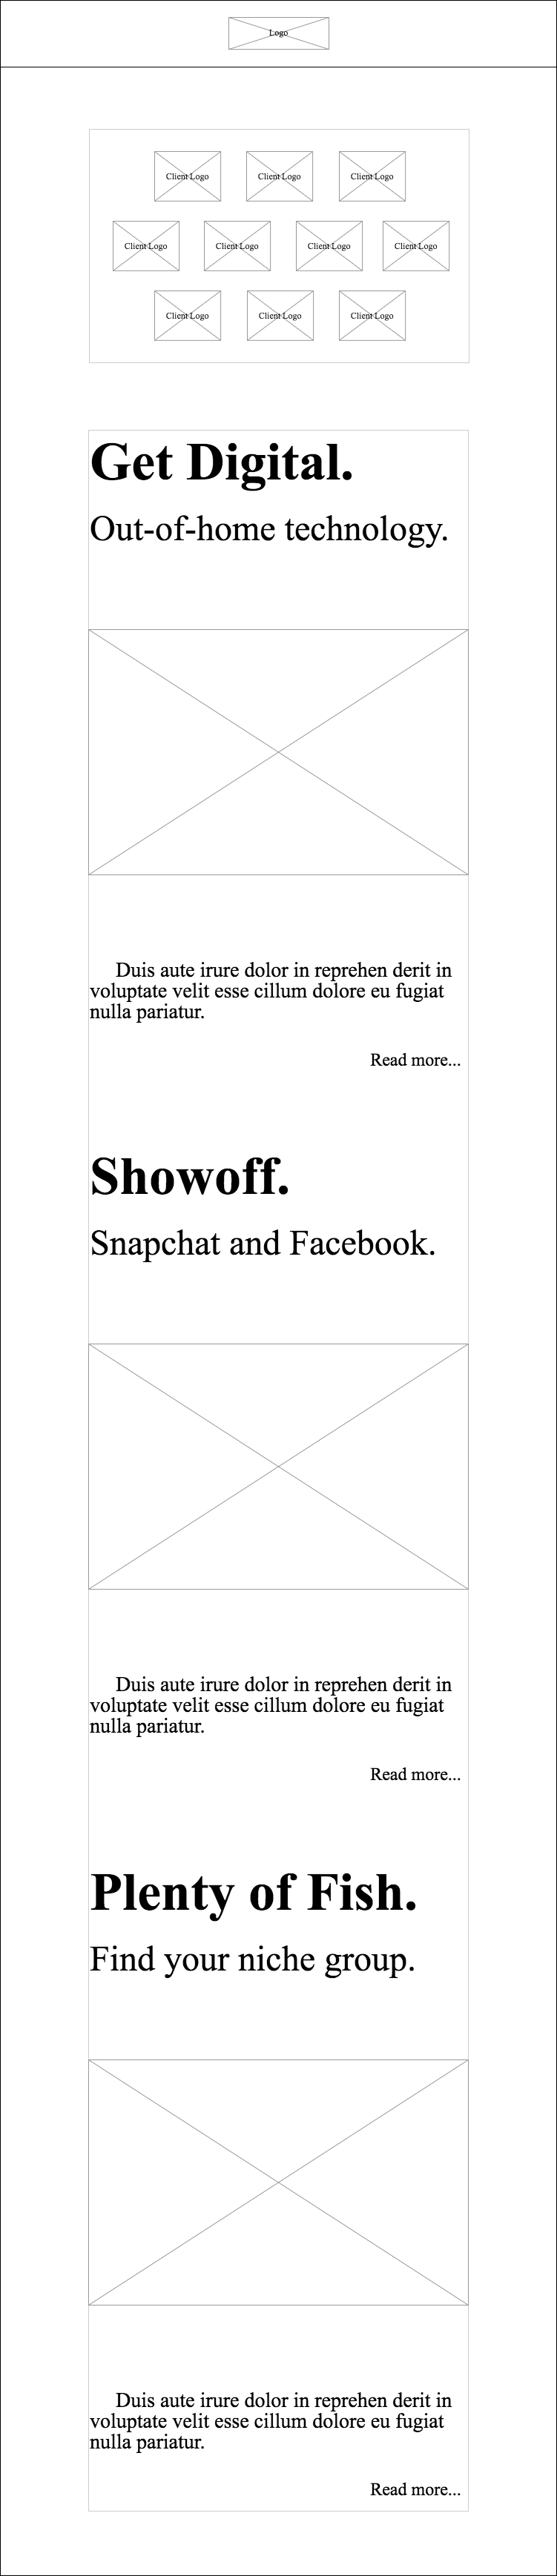 Logo
Client Logo Client Logo Client Logo
Client Logo Client Logo Client Logo Client Logo
Client Logo Client Logo Client Logo
Get Digital.
Out-of-home technology.
Duis aute irure dolor in reprehen derit in
voluptate velit esse cillum dolore eu fugiat
nulla pariatur.
Read more...
Showoff.
Snapchat and Facebook.
Duis aute irure dolor in reprehen derit in
voluptate velit esse cillum dolore eu fugiat
nulla pariatur.
Read more...
Plenty of Fish.
Find your niche group.
Duis aute irure dolor in reprehen derit in
voluptate velit esse cillum dolore eu fugiat
nulla pariatur.
Read more...